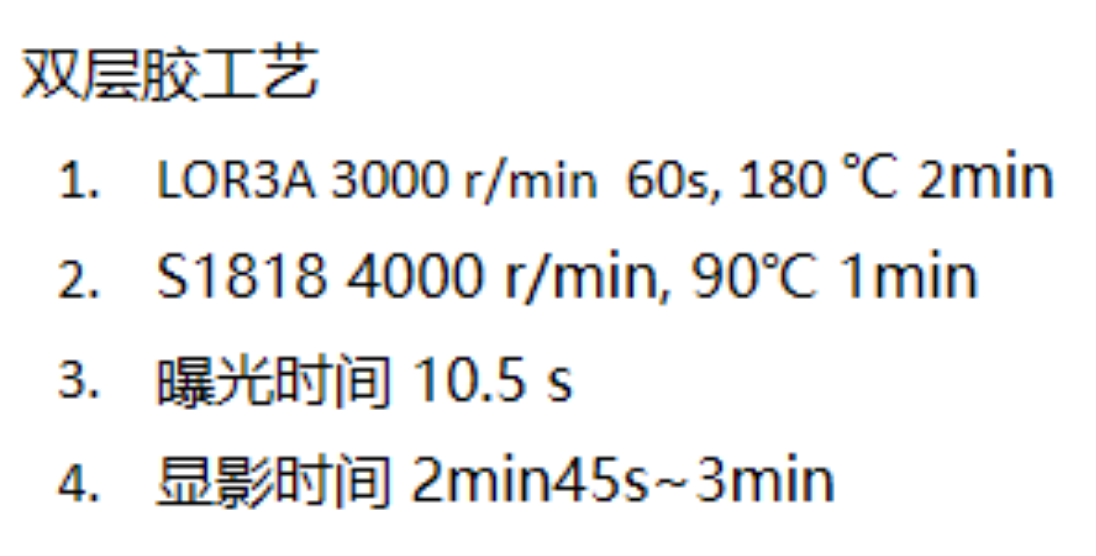 双层胶工艺
1. LOR3A 3000 r/min 60s, 180 ℃ 2min
2. S1818 4000 r/min, 90℃ 1min
3. 曝光时间 10.5 s
4. 显影时间 2min45s~3min